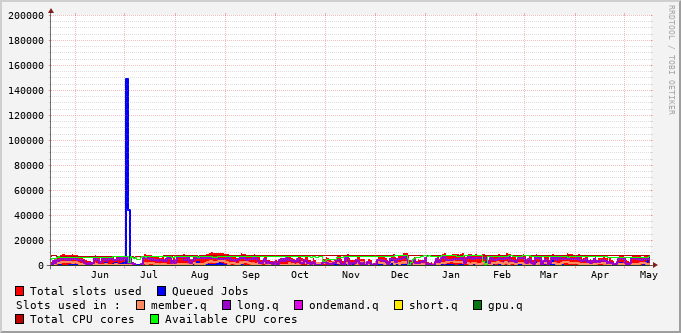 200000
180000
160000
140000
120000
100000
80000
60000
40000
20000
0
Jun Jul Aug Sep Oct Nov Dec Jan Feb Mar Apr May
Total slots used Queued Jobs
Slots used in : member.q long.q ondemand.q short.q gpu.q
Total CPU cores Available CPU cores
RRDTOOL / TOBI OETIKER